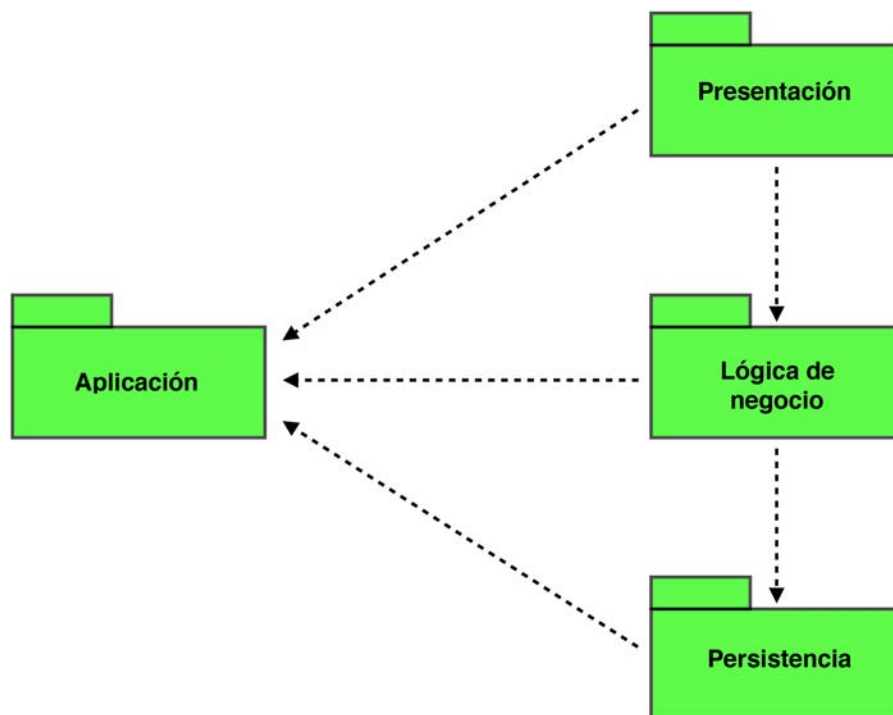 Presentación
Aplicación
Lógica de
negocio
Persistencia